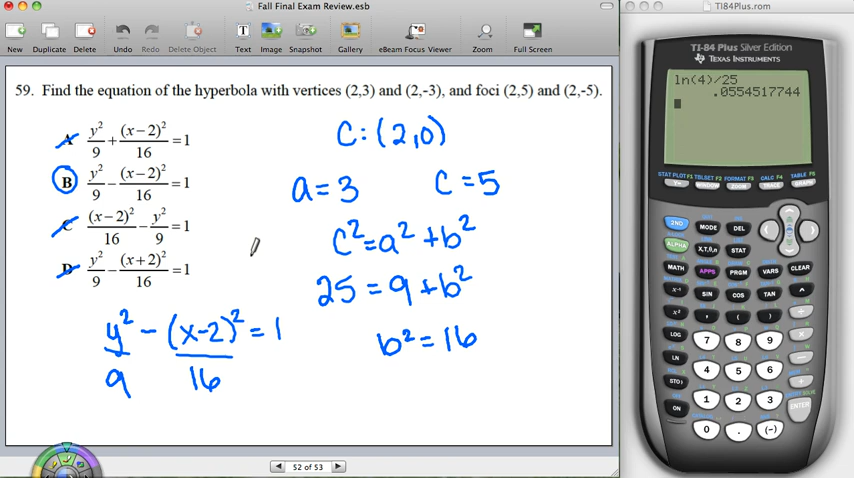 Fall Final Exam Review.esb
TI84Plus.rom
New Duplicate Delete Undo Redo Delete Object Text Image Snapshot Gallery eBeam Focus Viewer Zoom Full Screen
59. Find the equation of the hyperbola with vertices (2,3) and (2,-3), and foci (2,5) and (2,-5).
A y²/9 + (x−2)²/16 = 1
B y²/9 − (x−2)²/16 = 1
C (x−2)²/16 − y²/9 = 1
D y²/9 − (x+2)²/16 = 1
C: (2,0)
a = 3 c = 5
c² = a² + b²
25 = 9 + b²
b² = 16
y²/9 − (x-2)²/16 = 1
52 of 53
TI-84 Plus Silver Edition
TEXAS INSTRUMENTS
ln(4)/25
.0554517744
STAT PLOT F1 TBLSET F2 FORMAT F3 CALC F4 TABLE F5
Y= WINDOW ZOOM TRACE GRAPH
2ND MODE DEL
ALPHA X,T,θ,n STAT
MATH APPS PRGM VARS CLEAR
x⁻¹ SIN COS TAN ^
x² , ( ) ÷
LOG 7 8 9 ×
LN 4 5 6 −
STO› 1 2 3 +
ON 0 . (−) ENTER